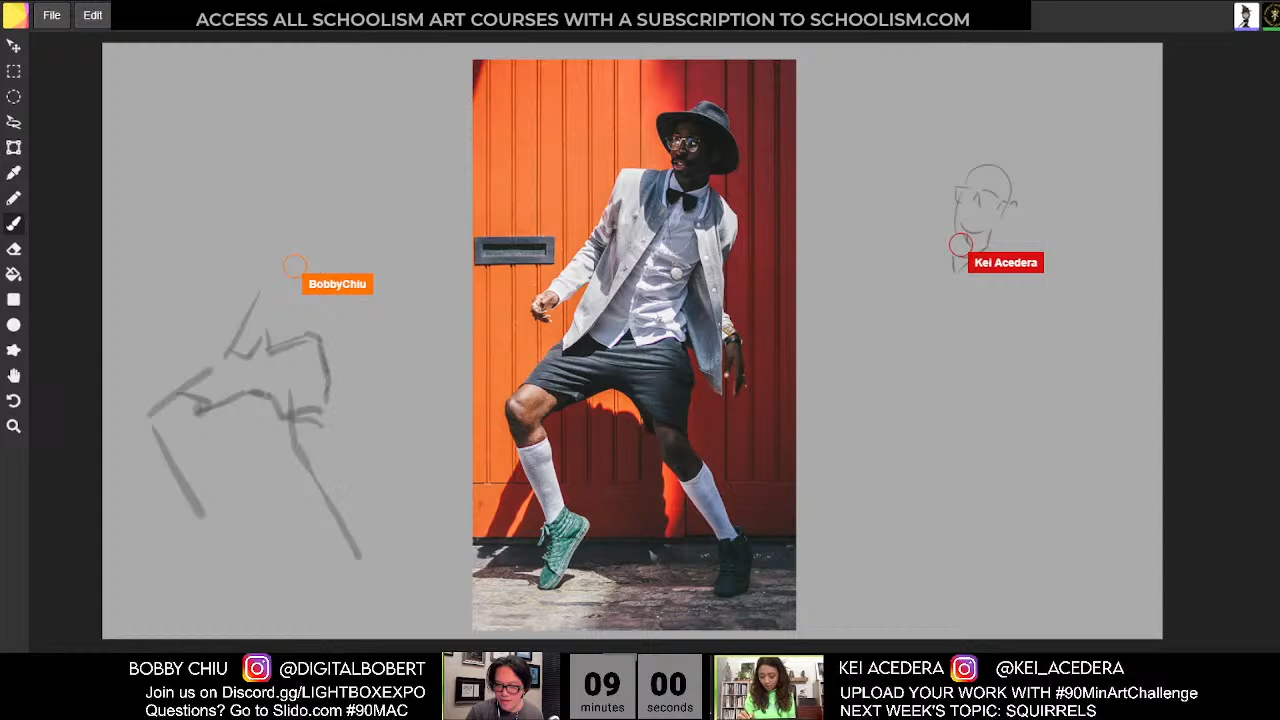 ACCESS ALL SCHOOLISM ART COURSES WITH A SUBSCRIPTION TO SCHOOLISM.COM
File Edit
BobbyChiu
Kei Acedera
BOBBY CHIU @DIGITALBOBERT
Join us on Discord.gg/LIGHTBOXEXPO
Questions? Go to Slido.com #90MAC
09 00
minutes seconds
KEI ACEDERA @KEI_ACEDERA
UPLOAD YOUR WORK WITH #90MinArtChallenge
NEXT WEEK'S TOPIC: SQUIRRELS